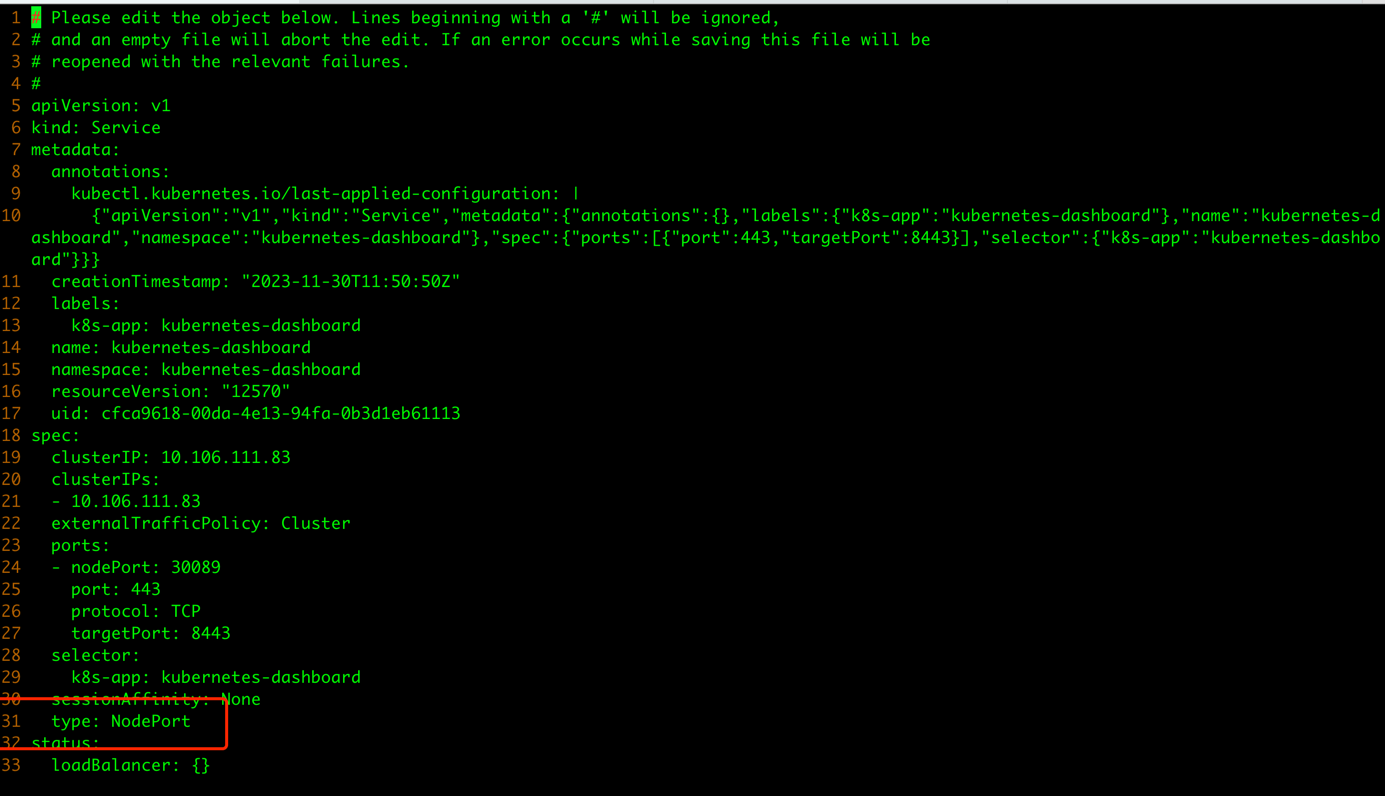 1 # Please edit the object below. Lines beginning with a '#' will be ignored,
2 # and an empty file will abort the edit. If an error occurs while saving this file will be
3 # reopened with the relevant failures.
4 #
5 apiVersion: v1
6 kind: Service
7 metadata:
8   annotations:
9     kubectl.kubernetes.io/last-applied-configuration: |
10       {"apiVersion":"v1","kind":"Service","metadata":{"annotations":{},"labels":{"k8s-app":"kubernetes-dashboard"},"name":"kubernetes-d
ashboard","namespace":"kubernetes-dashboard"},"spec":{"ports":[{"port":443,"targetPort":8443}],"selector":{"k8s-app":"kubernetes-dashbo
ard"}}}
11   creationTimestamp: "2023-11-30T11:50:50Z"
12   labels:
13     k8s-app: kubernetes-dashboard
14   name: kubernetes-dashboard
15   namespace: kubernetes-dashboard
16   resourceVersion: "12570"
17   uid: cfca9618-00da-4e13-94fa-0b3d1eb61113
18 spec:
19   clusterIP: 10.106.111.83
20   clusterIPs:
21   - 10.106.111.83
22   externalTrafficPolicy: Cluster
23   ports:
24   - nodePort: 30089
25     port: 443
26     protocol: TCP
27     targetPort: 8443
28   selector:
29     k8s-app: kubernetes-dashboard
30   sessionAffinity: None
31   type: NodePort
32 status:
33   loadBalancer: {}